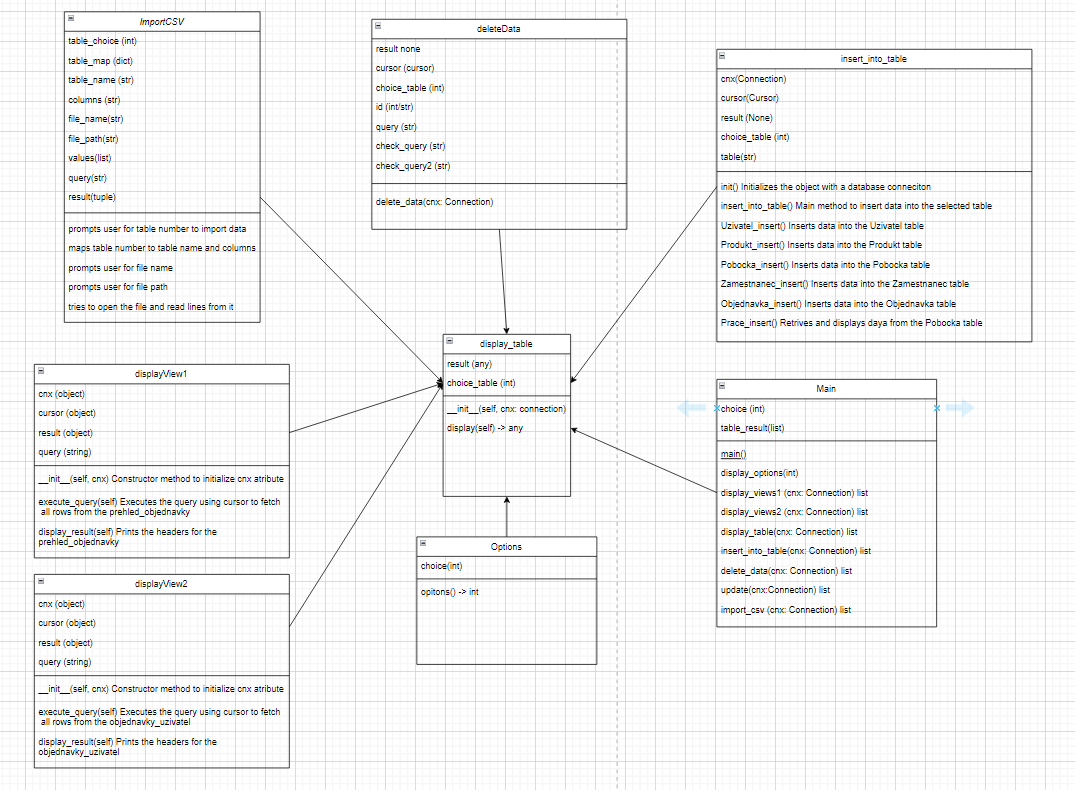 ImportCSV
table_choice (int)
table_map (dict)
table_name (str)
columns (str)
file_name(str)
file_path(str)
values(list)
query(str)
result(tuple)
prompts user for table number to import data
maps table number to table name and columns
prompts user for file name
prompts user for file path
tries to open the file and read lines from it
deleteData
result none
cursor (cursor)
choice_table (int)
id (int/str)
query (str)
check_query (str)
check_query2 (str)
delete_data(cnx: Connection)
insert_into_table
cnx(Connection)
cursor(Cursor)
result (None)
choice_table (int)
table(str)
init() Initializes the object with a database conneciton
insert_into_table() Main method to insert data into the selected table
Uzivatel_insert() Inserts data into the Uzivatel table
Produkt_insert() Inserts data into the Produkt table
Pobocka_insert() Inserts data into the Pobocka table
Zamestnanec_insert() Inserts data into the Zamestnanec table
Objednavka_insert() Inserts data into the Objednavka table
Prace_insert() Retrives and displays daya from the Pobocka table
display_table
result (any)
choice_table (int)
__init__(self, cnx: connection)
display(self) -> any
displayView1
cnx (object)
cursor (object)
result (object)
query (string)
__init__(self, cnx) Constructor method to initialize cnx atribute
execute_query(self) Executes the query using cursor to fetch
all rows from the prehled_objednavky
display_result(self) Prints the headers for the
prehled_objednavky
Main
choice (int)
table_result(list)
main()
display_options(int)
display_views1 (cnx: Connection) list
display_views2 (cnx: Connection) list
display_table(cnx: Connection) list
insert_into_table(cnx: Connection) list
delete_data(cnx: Connection) list
update(cnx:Connection) list
import_csv (cnx: Connection) list
Options
choice(int)
opitons() -> int
displayView2
cnx (object)
cursor (object)
result (object)
query (string)
__init__(self, cnx) Constructor method to initialize cnx atribute
execute_query(self) Executes the query using cursor to fetch
all rows from the objednavky_uzivatel
display_result(self) Prints the headers for the
objednavky_uzivatel